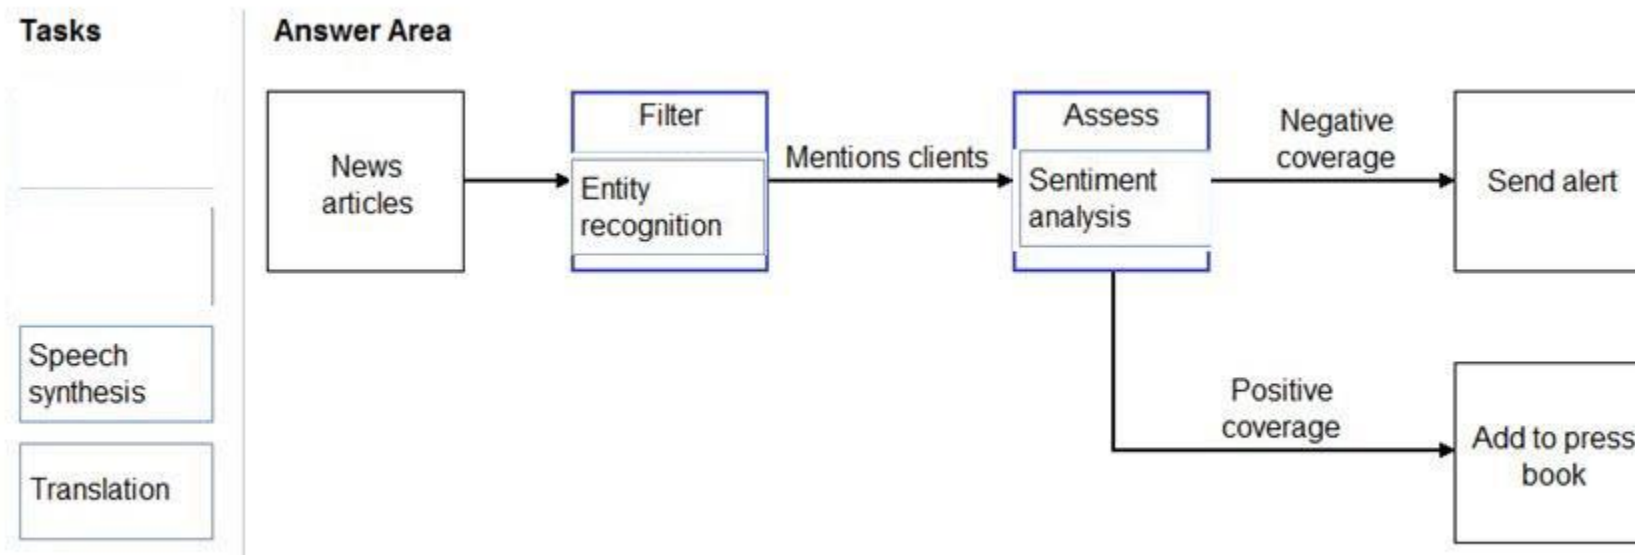 Tasks
Answer Area
Speech
synthesis
Translation
News
articles
Filter
Entity
recognition
Mentions clients
Assess
Sentiment
analysis
Negative
coverage
Send alert
Positive
coverage
Add to press
book